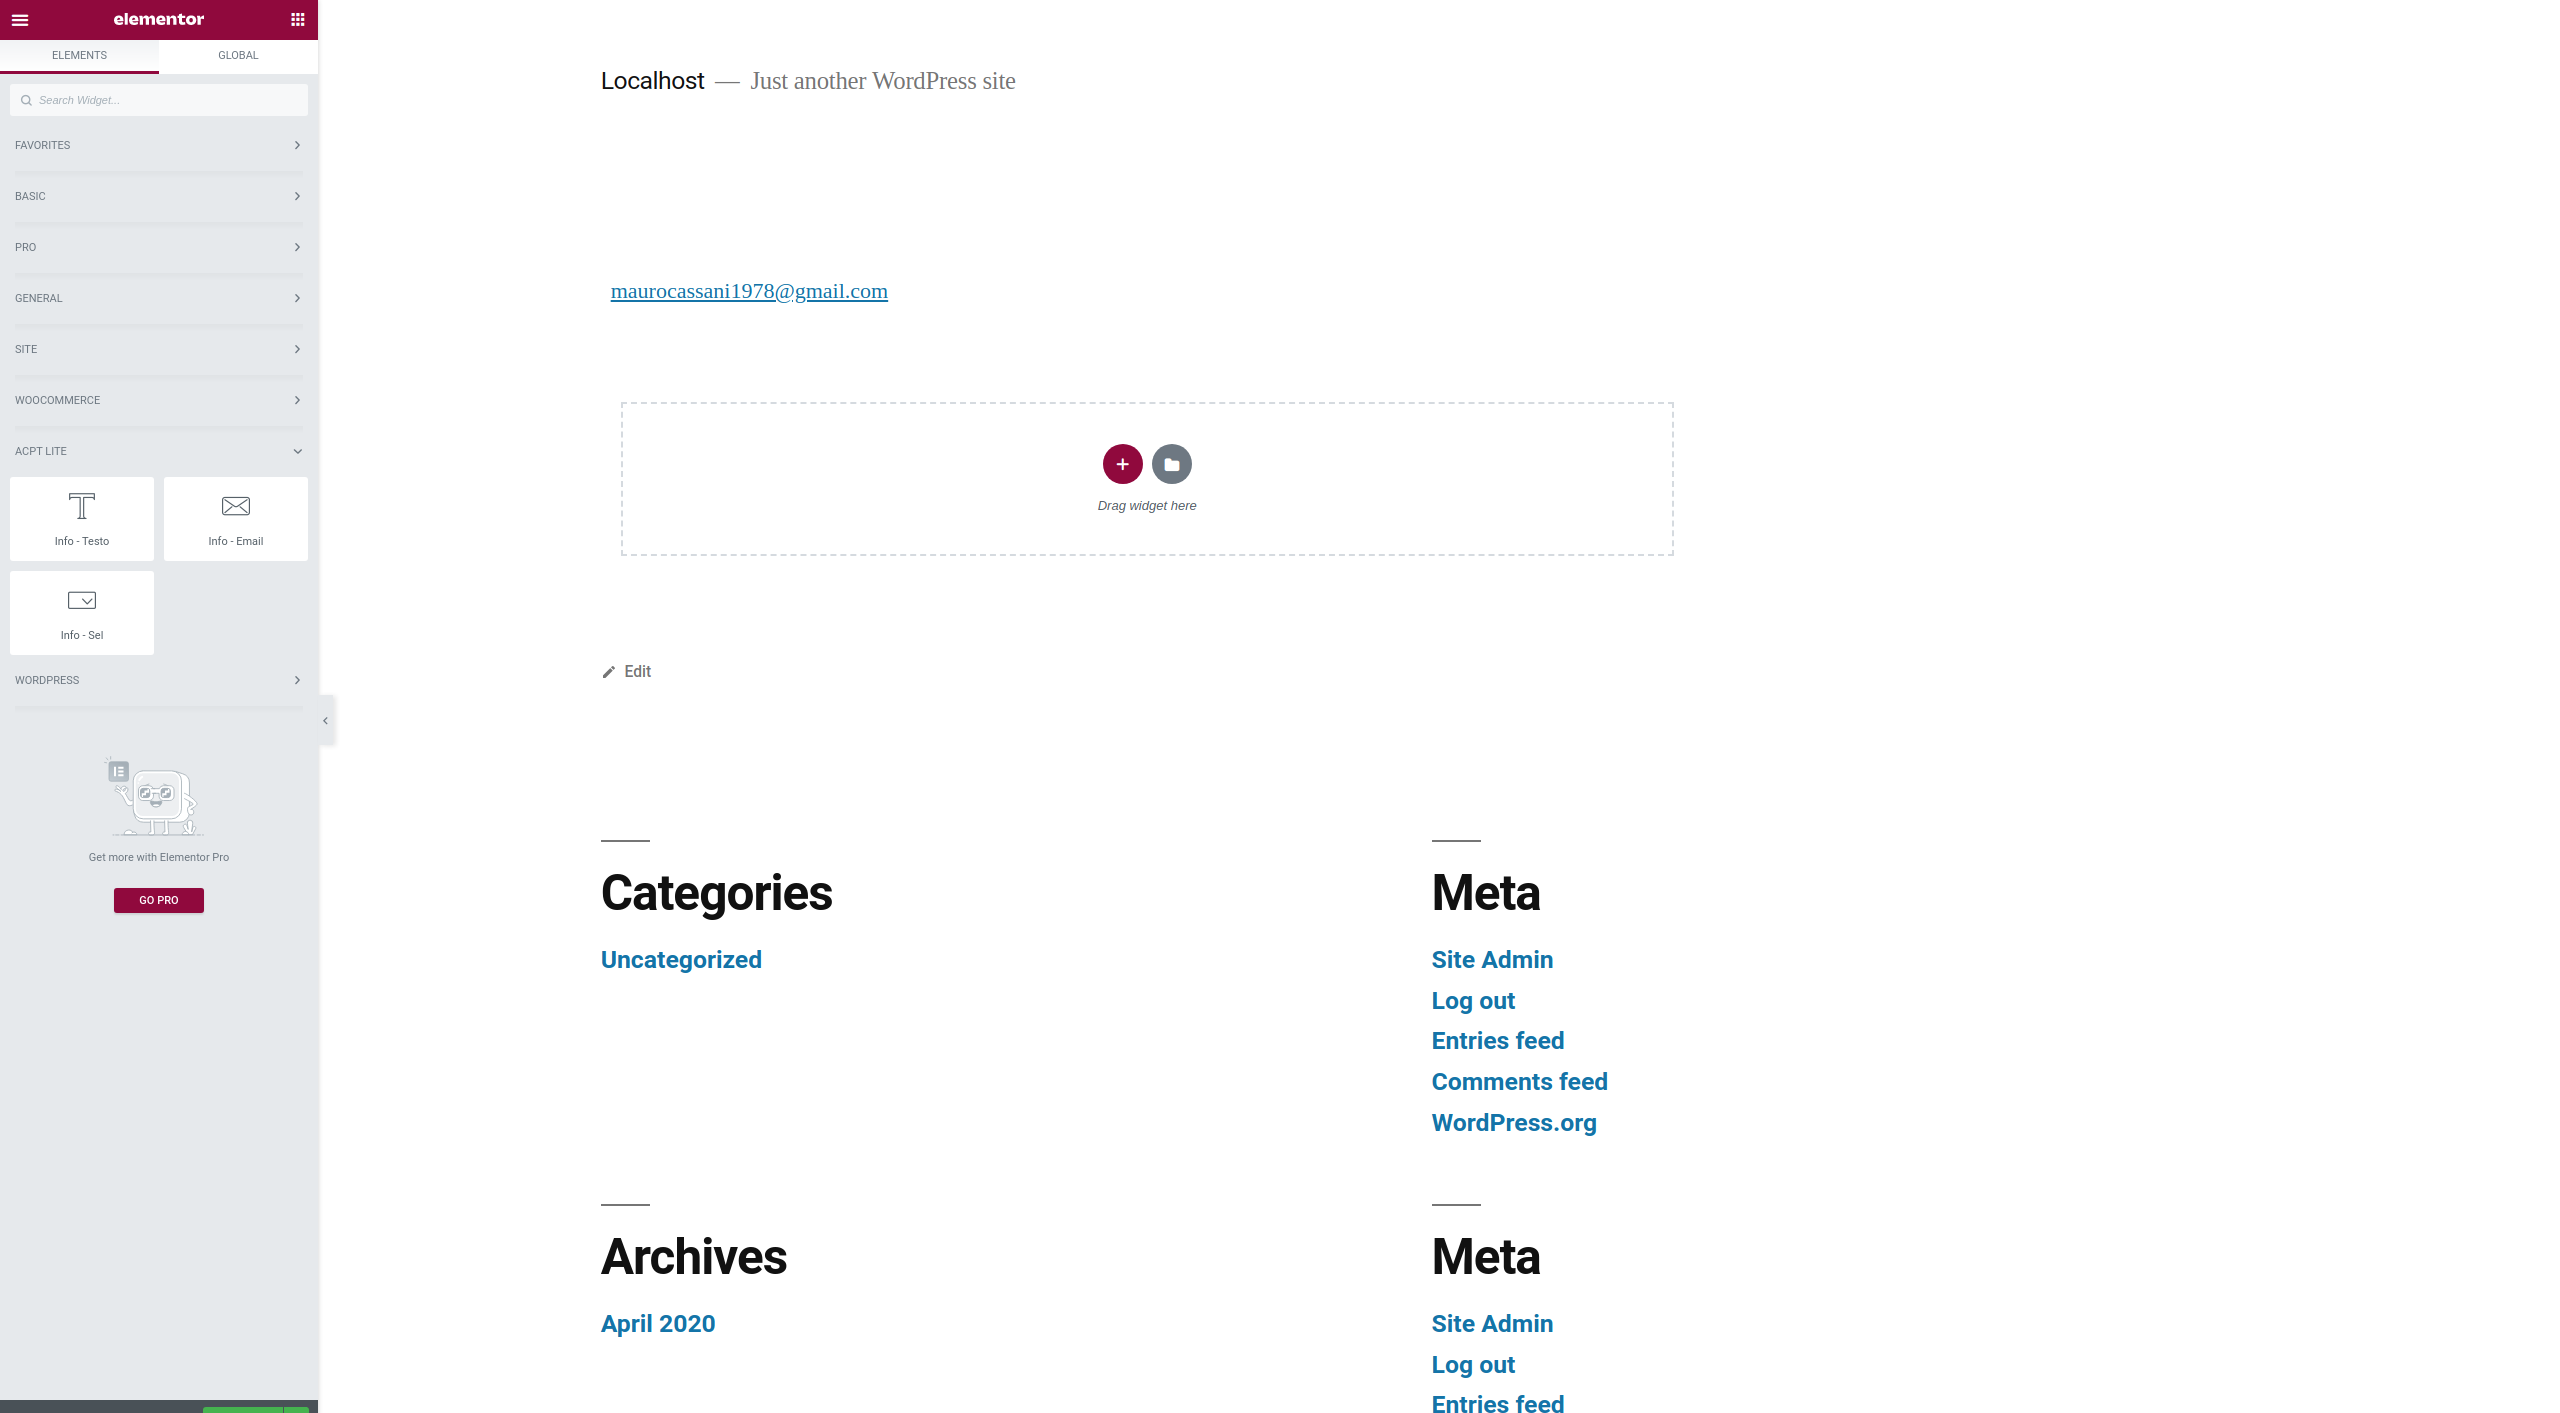 elementor
ELEMENTS
GLOBAL
Search Widget...
FAVORITES
BASIC
PRO
GENERAL
SITE
WOOCOMMERCE
ACPT LITE
Info - Testo
Info - Email
Info - Sel
WORDPRESS
Get more with Elementor Pro
GO PRO
Localhost — Just another WordPress site
maurocassani1978@gmail.com
Drag widget here
Edit
Categories
Uncategorized
Meta
Site Admin
Log out
Entries feed
Comments feed
WordPress.org
Archives
April 2020
Meta
Site Admin
Log out
Entries feed